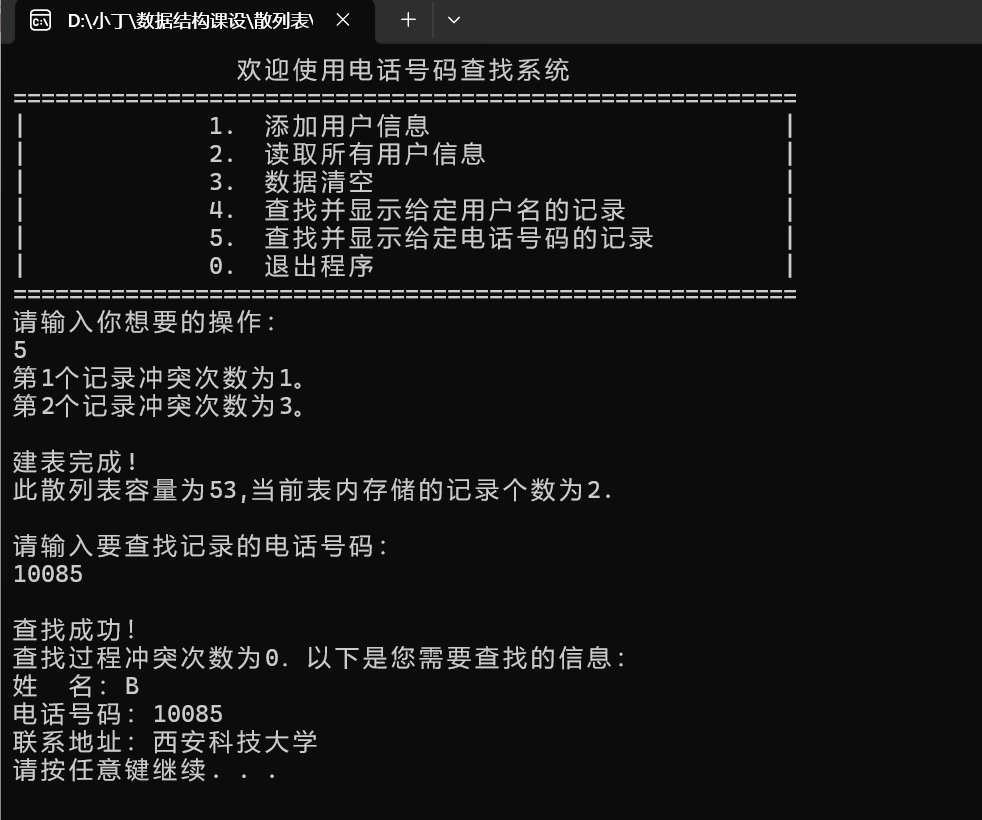 D:\小丁\数据结构课设\散列表\
欢迎使用电话号码查找系统
========================================================
|             1.  添加用户信息                          |
|             2.  读取所有用户信息                      |
|             3.  数据清空                              |
|             4.  查找并显示给定用户名的记录            |
|             5.  查找并显示给定电话号码的记录          |
|             0.  退出程序                              |
========================================================
请输入你想要的操作:
5
第1个记录冲突次数为1。
第2个记录冲突次数为3。
建表完成!
此散列表容量为53,当前表内存储的记录个数为2.
请输入要查找记录的电话号码:
10085
查找成功!
查找过程冲突次数为0. 以下是您需要查找的信息:
姓  名: B
电话号码: 10085
联系地址: 西安科技大学
请按任意键继续. . .